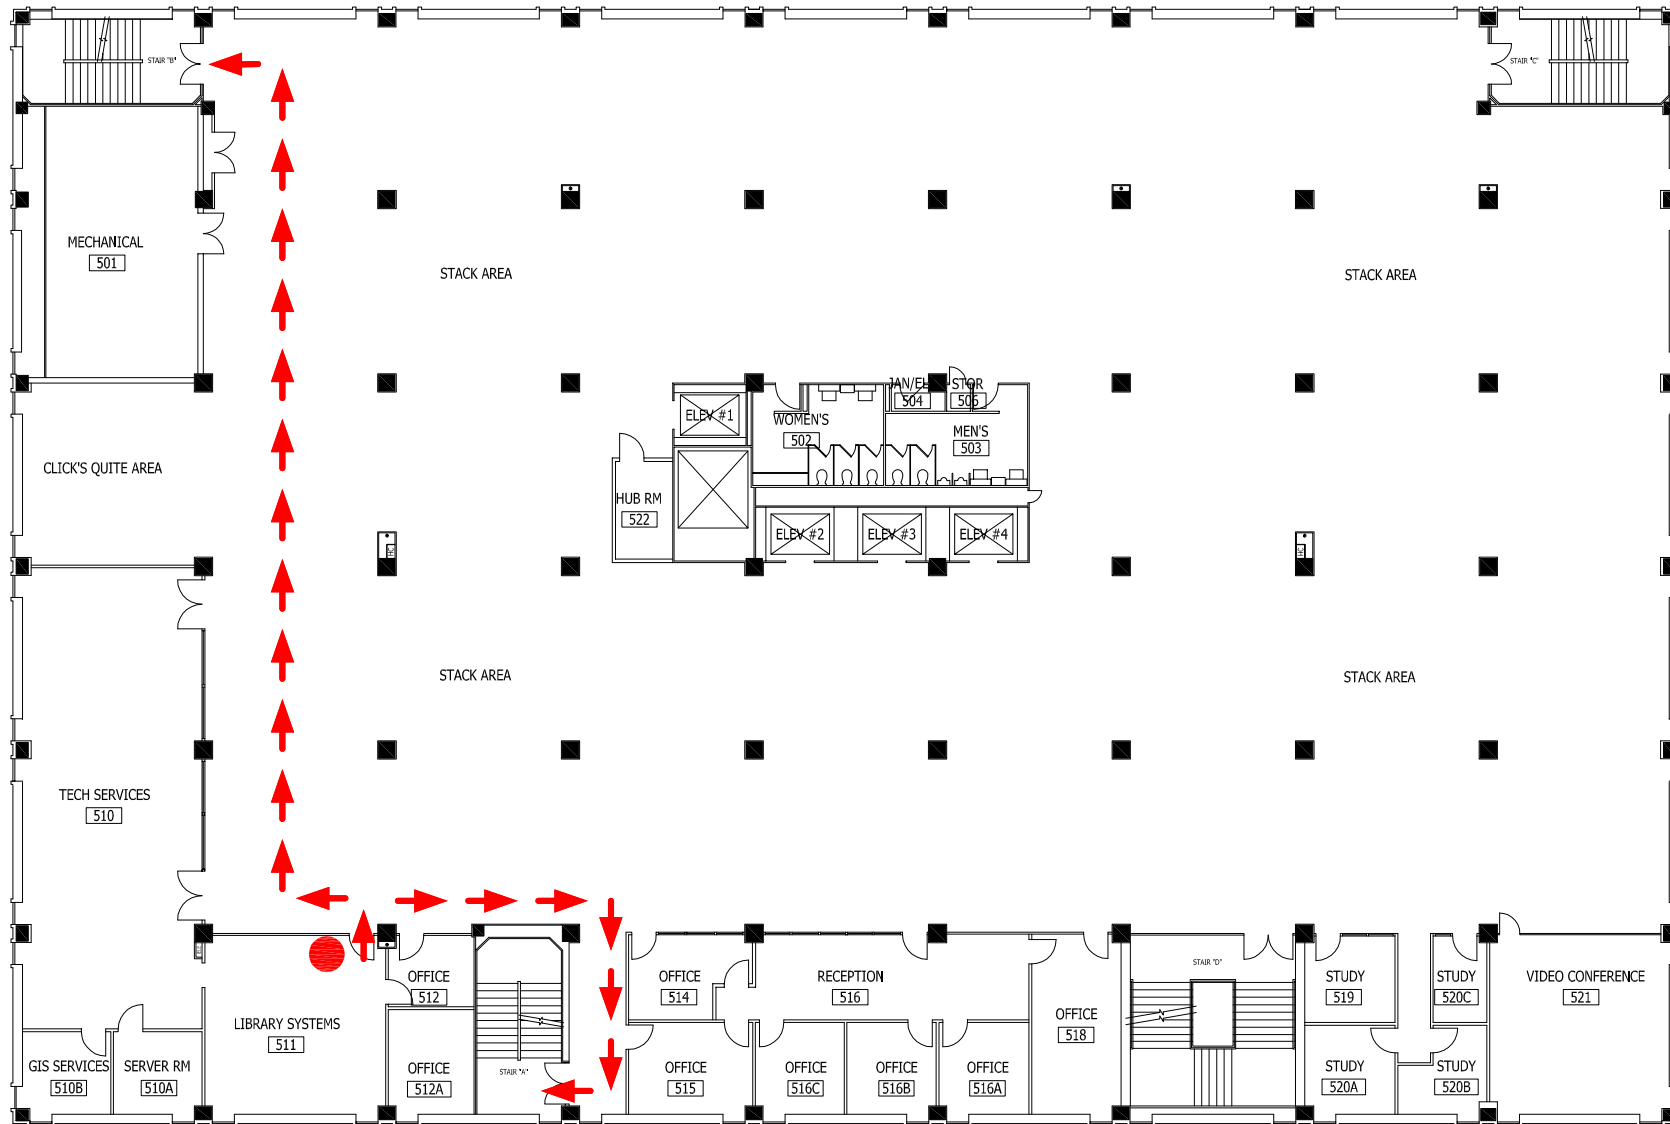 STAIR "B"
STAIR "C"
MECHANICAL
501
STACK AREA
STACK AREA
JAN/EL
STOR
504
506
ELEV #1
WOMEN'S
502
MEN'S
503
CLICK'S QUITE AREA
HUB RM
522
ELEV #2
ELEV #3
ELEV #4
HC
HC
STACK AREA
STACK AREA
TECH SERVICES
510
STAIR "D"
OFFICE
512
OFFICE
514
RECEPTION
516
STUDY
519
STUDY
520C
VIDEO CONFERENCE
521
LIBRARY SYSTEMS
511
OFFICE
518
GIS SERVICES
510B
SERVER RM
510A
OFFICE
512A
STAIR "A"
OFFICE
515
OFFICE
516C
OFFICE
516B
OFFICE
516A
STUDY
520A
STUDY
520B